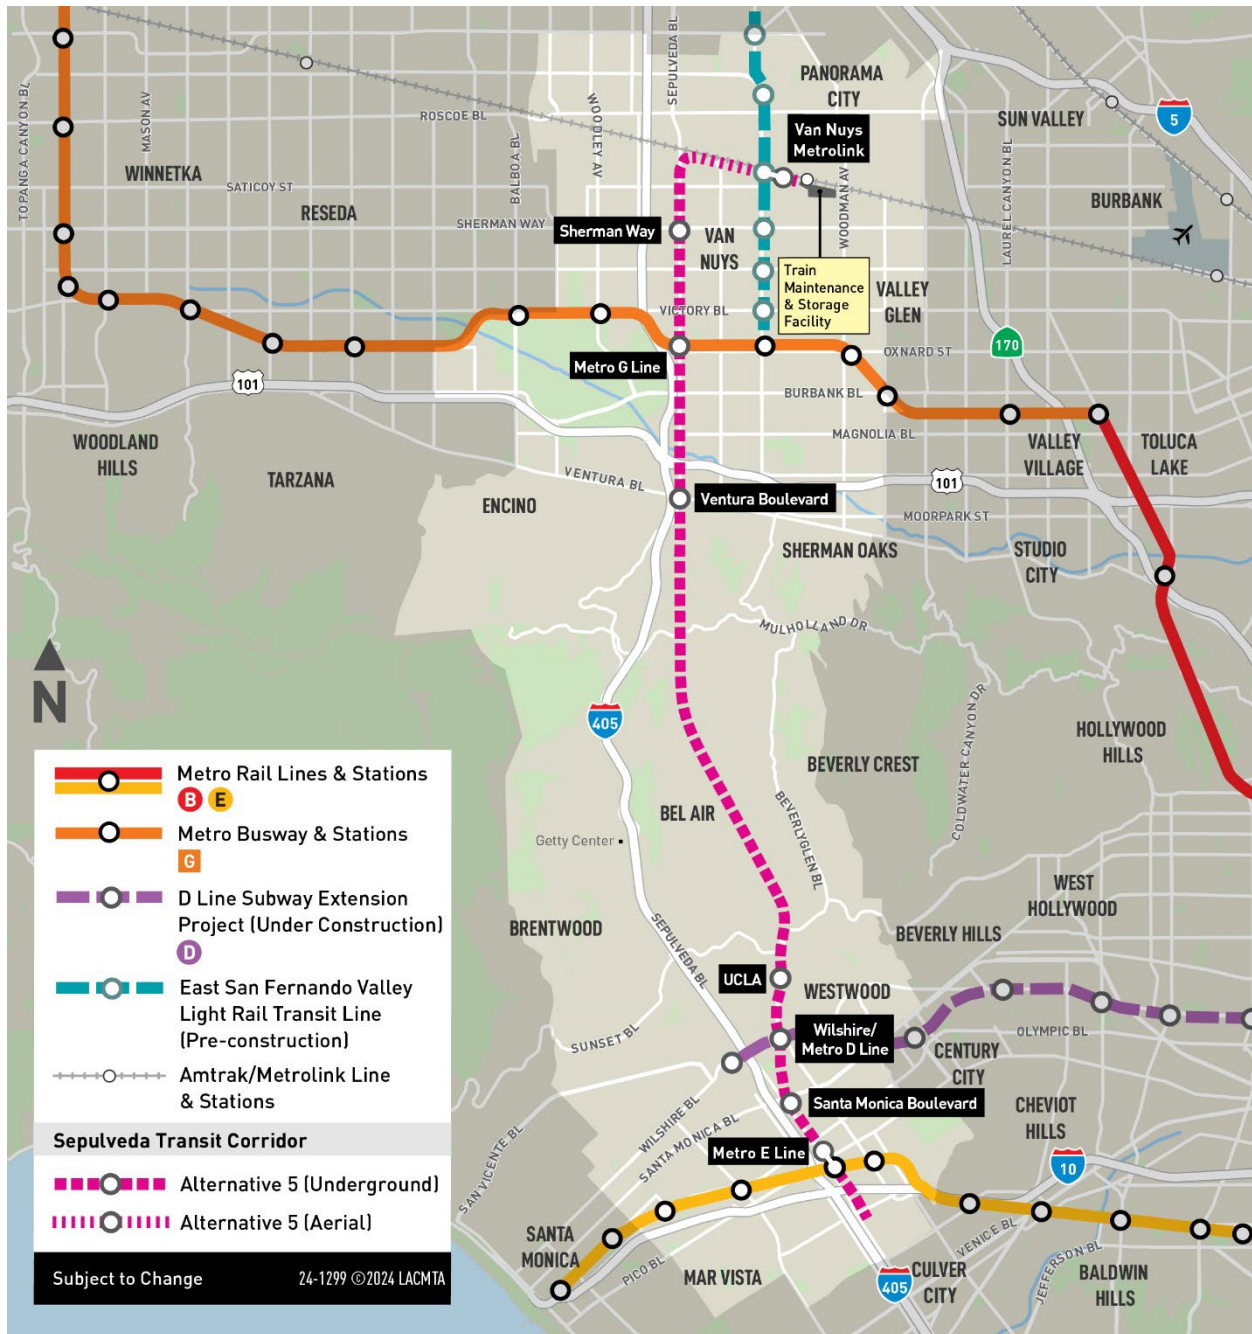 SEPULVEDA BL
PANORAMA
CITY
5
TOPANGA CANYON BL
MASON AV
ROSCOE BL
WOODLEY AV
Van Nuys
Metrolink
SUN VALLEY
LAUREL CANYON BL
WINNETKA
SATICOY ST
BALBOA BL
RESEDA
SHERMAN WAY
Sherman Way
VAN
NUYS
WOODMAN AV
BURBANK
Train
Maintenance
& Storage
Facility
VALLEY
GLEN
VICTORY BL
170
OXNARD ST
Metro G Line
101
BURBANK BL
MAGNOLIA BL
WOODLAND
HILLS
TARZANA
VENTURA BL
ENCINO
Ventura Boulevard
VALLEY
VILLAGE
TOLUCA
LAKE
101
MOORPARK ST
SHERMAN OAKS
STUDIO
CITY
MULHOLLAND DR
N
405
COLDWATER CANYON DR
HOLLYWOOD
HILLS
BEVERLY CREST
BEL AIR
BEVERLYGLEN BL
Getty Center
WEST
HOLLYWOOD
BRENTWOOD
SEPULVEDA BL
BEVERLY HILLS
UCLA
WESTWOOD
SUNSET BL
Wilshire/
Metro D Line
OLYMPIC BL
CENTURY
CITY
WILSHIRE BL
Santa Monica Boulevard
SANTA MONICA BL
CHEVIOT
HILLS
SAN VICENTE BL
Metro E Line
10
SANTA
MONICA
PICO BL
VENICE BL
JEFFERSON BL
MAR VISTA
405
CULVER
CITY
BALDWIN
HILLS
Metro Rail Lines & Stations
B E
Metro Busway & Stations
G
D Line Subway Extension
Project (Under Construction)
D
East San Fernando Valley
Light Rail Transit Line
(Pre-construction)
Amtrak/Metrolink Line
& Stations
Sepulveda Transit Corridor
Alternative 5 (Underground)
Alternative 5 (Aerial)
Subject to Change 24-1299 ©2024 LACMTA